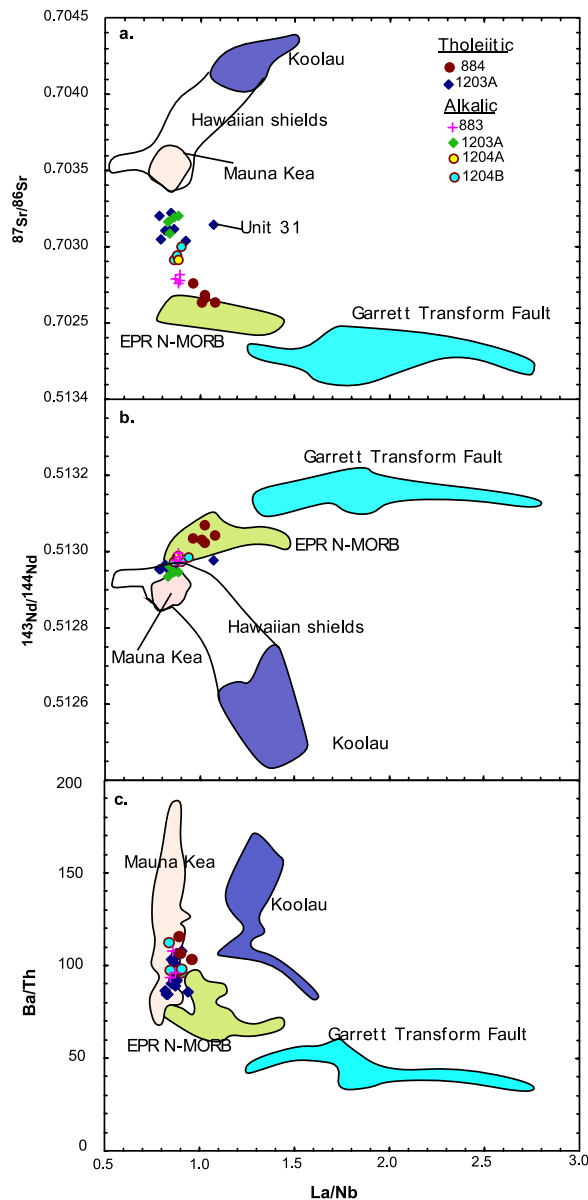 0.7045
a.
Tholeiitic
884
1203A
Alkalic
883
1203A
1204A
1204B
Koolau
0.7040
Hawaiian shields
0.7035
Mauna Kea
87Sr/86Sr
Unit 31
0.7030
0.7025
Garrett Transform Fault
EPR N-MORB
0.5134
b.
Garrett Transform Fault
0.5132
EPR N-MORB
0.5130
143Nd/144Nd
0.5128
Hawaiian shields
Mauna Kea
0.5126
Koolau
200
c.
Mauna Kea
150
Koolau
Ba/Th
100
EPR N-MORB
Garrett Transform Fault
50
0
0.5 1.0 1.5 2.0 2.5 3.0
La/Nb